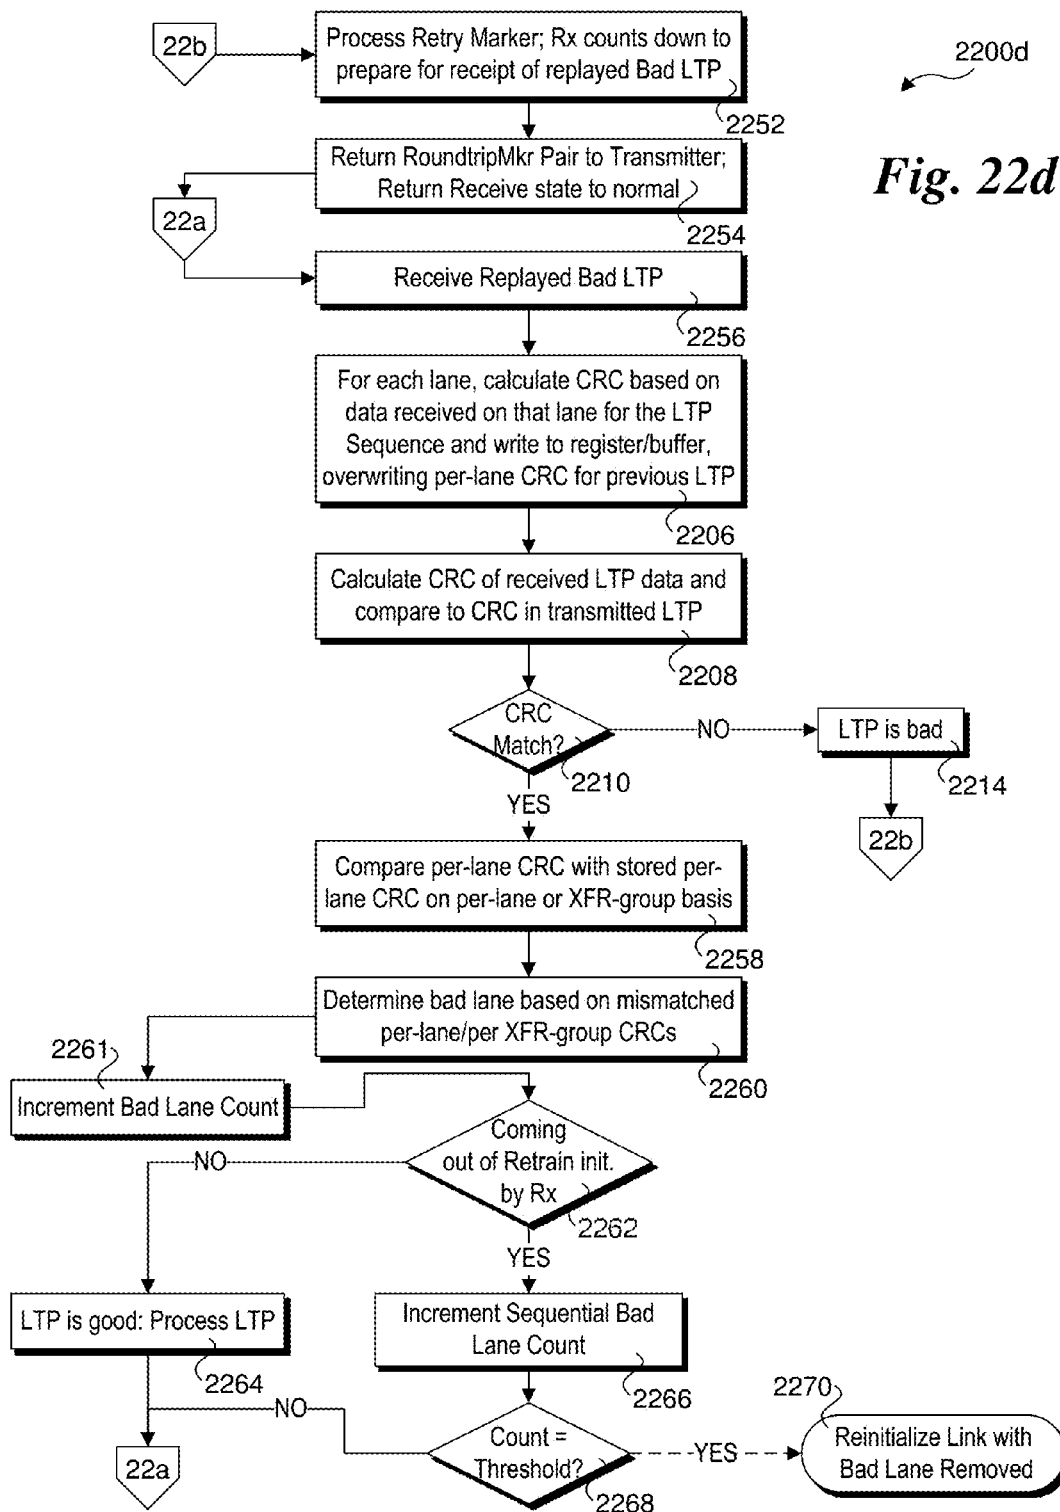 22b
Process Retry Marker; Rx counts down to
prepare for receipt of replayed Bad LTP
2252
2200d
Fig. 22d
Return RoundtripMkr Pair to Transmitter;
Return Receive state to normal
2254
22a
Receive Replayed Bad LTP
2256
For each lane, calculate CRC based on
data received on that lane for the LTP
Sequence and write to register/buffer,
overwriting per-lane CRC for previous LTP
2206
Calculate CRC of received LTP data and
compare to CRC in transmitted LTP
2208
CRC
Match?
2210
NO
LTP is bad
2214
22b
YES
Compare per-lane CRC with stored per-
lane CRC on per-lane or XFR-group basis
2258
Determine bad lane based on mismatched
per-lane/per XFR-group CRCs
2260
2261
Increment Bad Lane Count
Coming
out of Retrain init.
by Rx
2262
NO
YES
LTP is good: Process LTP
2264
Increment Sequential Bad
Lane Count
2266
Count =
Threshold?
2268
NO
22a
YES
2270
Reinitialize Link with
Bad Lane Removed